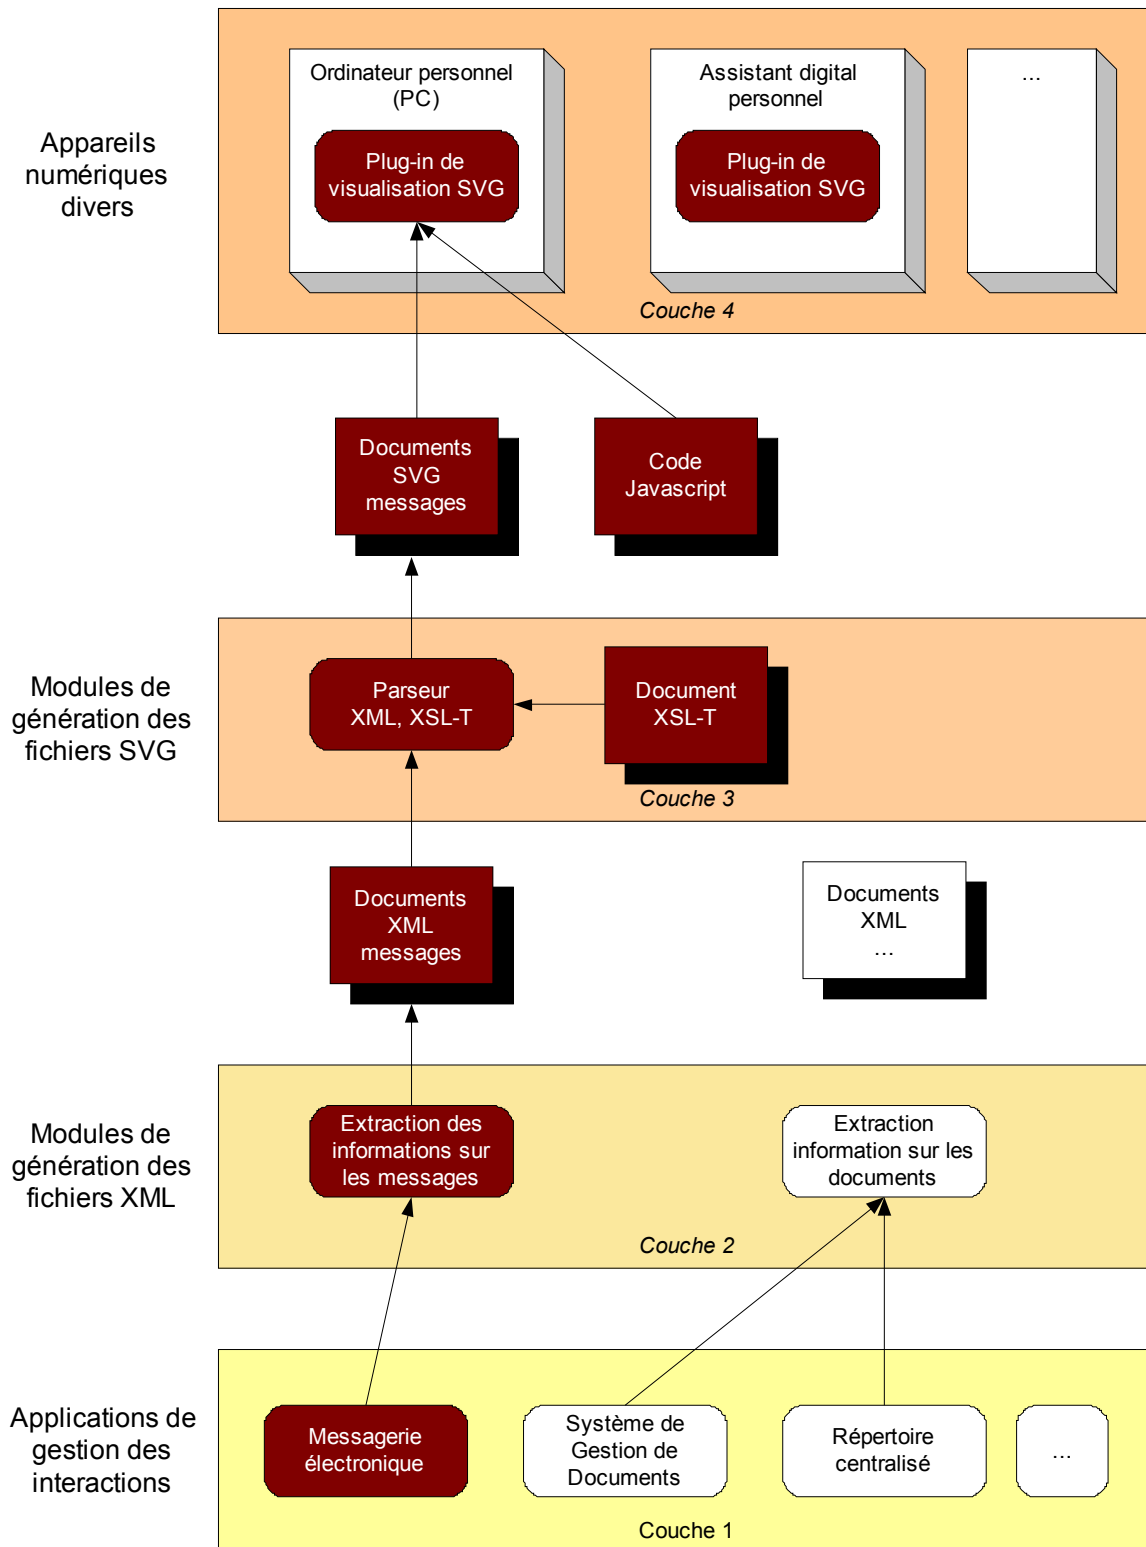 Ordinateur personnel
(PC)
Assistant digital
personnel
...
Appareils
numériques
divers
Plug-in de
visualisation SVG
Plug-in de
visualisation SVG
Couche 4
Documents
SVG
messages
Code
Javascript
Modules de
génération des
fichiers SVG
Parseur
XML, XSL-T
Document
XSL-T
Couche 3
Documents
XML
messages
Documents
XML
...
Modules de
génération des
fichiers XML
Extraction des
informations sur
les messages
Extraction
information sur les
documents
Couche 2
Applications de
gestion des
interactions
Messagerie
électronique
Système de
Gestion de
Documents
Répertoire
centralisé
...
Couche 1